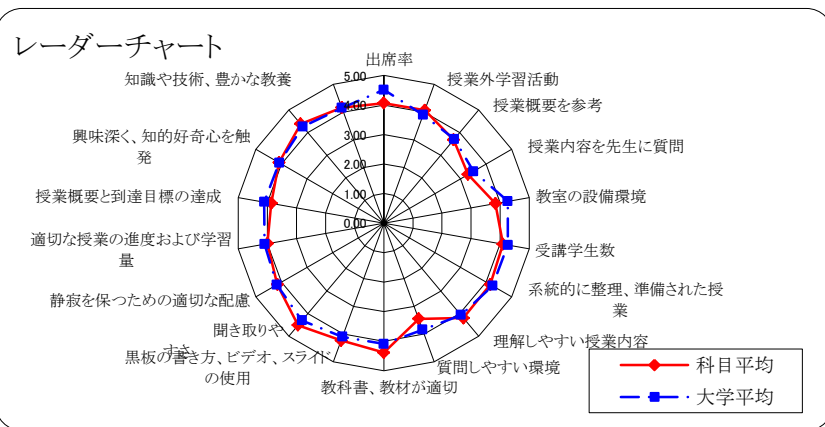 レーダーチャート
出席率
授業外学習活動
授業概要を参考
授業内容を先生に質問
教室の設備環境
受講学生数
系統的に整理、準備された授
業
理解しやすい授業内容
質問しやすい環境
教科書、教材が適切
黒板の書き方、ビデオ、スライド
の使用
聞き取りや
すさ
静寂を保つための適切な配慮
適切な授業の進度および学習
量
授業概要と到達目標の達成
興味深く、知的好奇心を触
発
知識や技術、豊かな教養
5.00
4.00
3.00
2.00
1.00
0.00
科目平均
大学平均